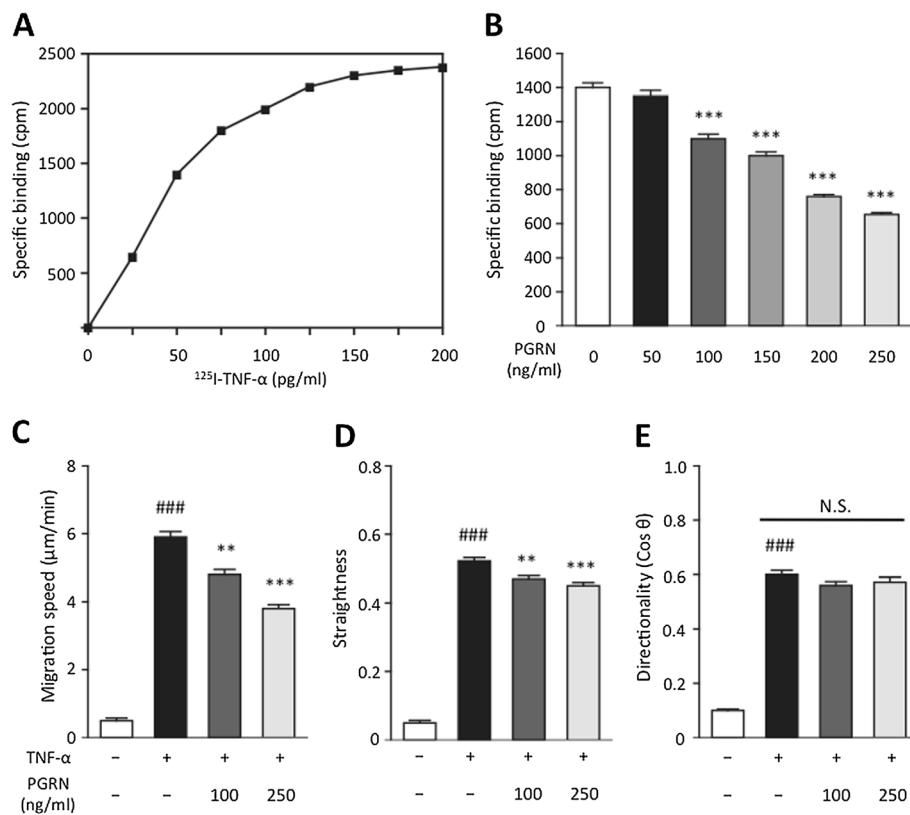 A
Specific binding (cpm)
2500
2000
1500
1000
500
0
0 50 100 150 200
¹²⁵I-TNF-α (pg/ml)
B
Specific binding (cpm)
1600
1400
1200
1000
800
600
400
200
0
*** *** *** ***
PGRN
(ng/ml)
0 50 100 150 200 250
C
Migration speed (μm/min)
8
6
4
2
0
### ** ***
TNF-α – + + +
PGRN
(ng/ml)
– – 100 250
D
Straightness
0.8
0.6
0.4
0.2
0
### ** ***
– + + +
– – 100 250
E
Directionality (Cos θ)
1.0
0.8
0.6
0.4
0.2
0
N.S.
###
– + + +
– – 100 250